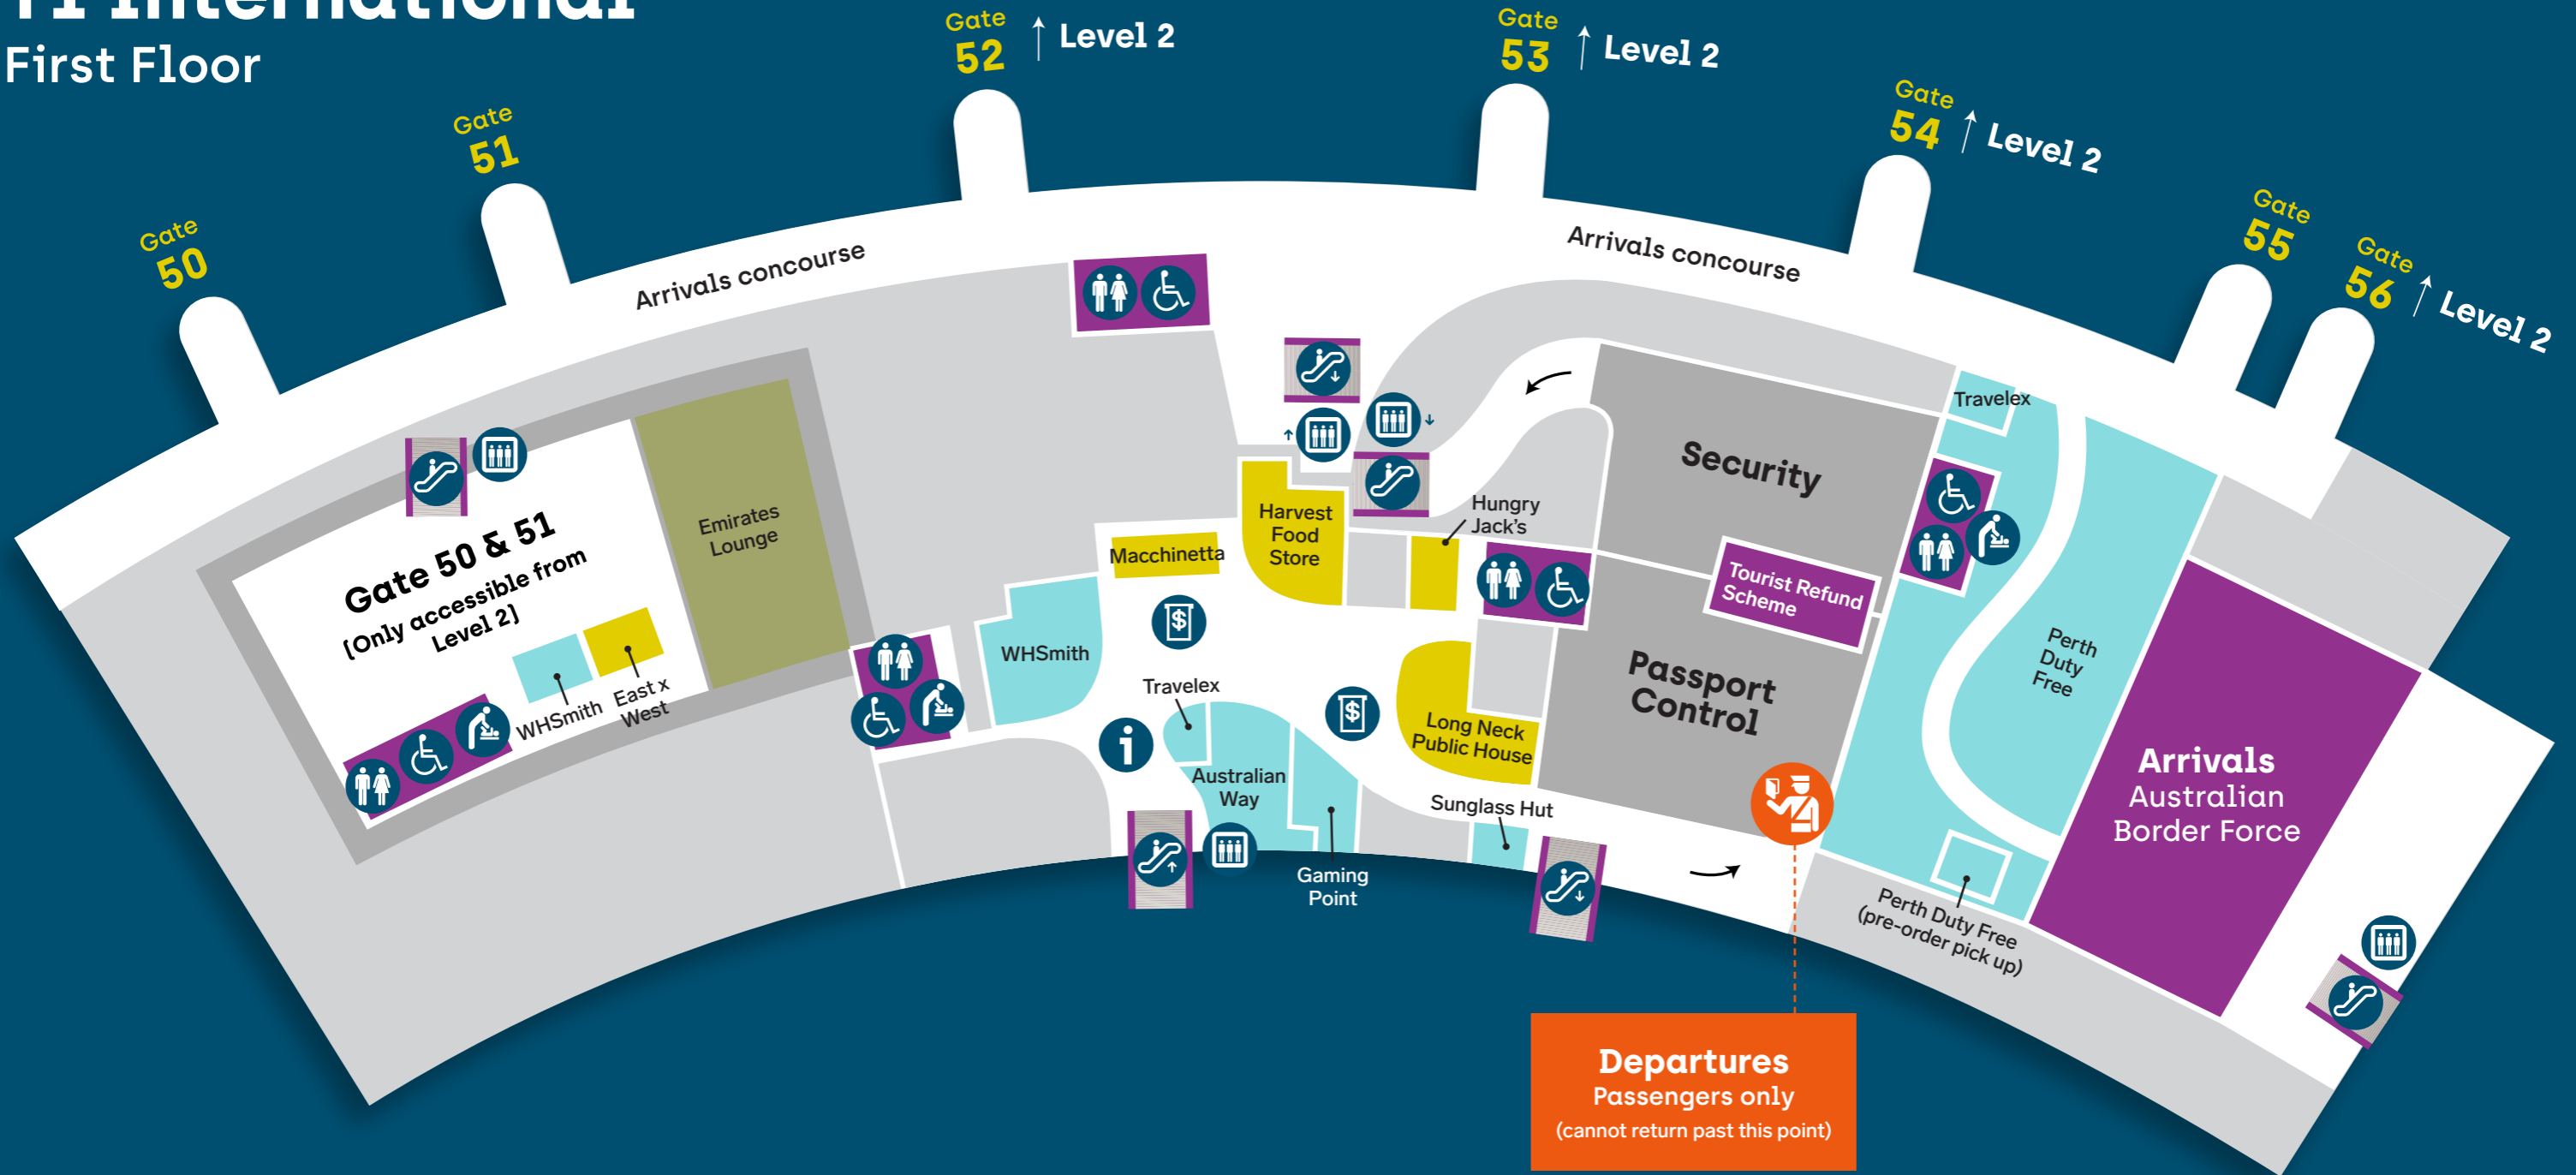 T1 International
First Floor
Gate
50
Gate
51
Gate
52
Level 2
Gate
53
Level 2
Gate
54
Level 2
Gate
55
Gate
56
Level 2
Arrivals concourse
Arrivals concourse
Gate 50 & 51
(Only accessible from
Level 2)
WHSmith
East x
West
Emirates
Lounge
WHSmith
Macchinetta
Harvest
Food
Store
Hungry
Jack's
Travelex
Australian
Way
Gaming
Point
Long Neck
Public House
Sunglass Hut
Security
Passport
Control
Tourist Refund
Scheme
Travelex
Perth
Duty
Free
Perth Duty Free
(pre-order pick up)
Arrivals
Australian
Border Force
Departures
Passengers only
(cannot return past this point)